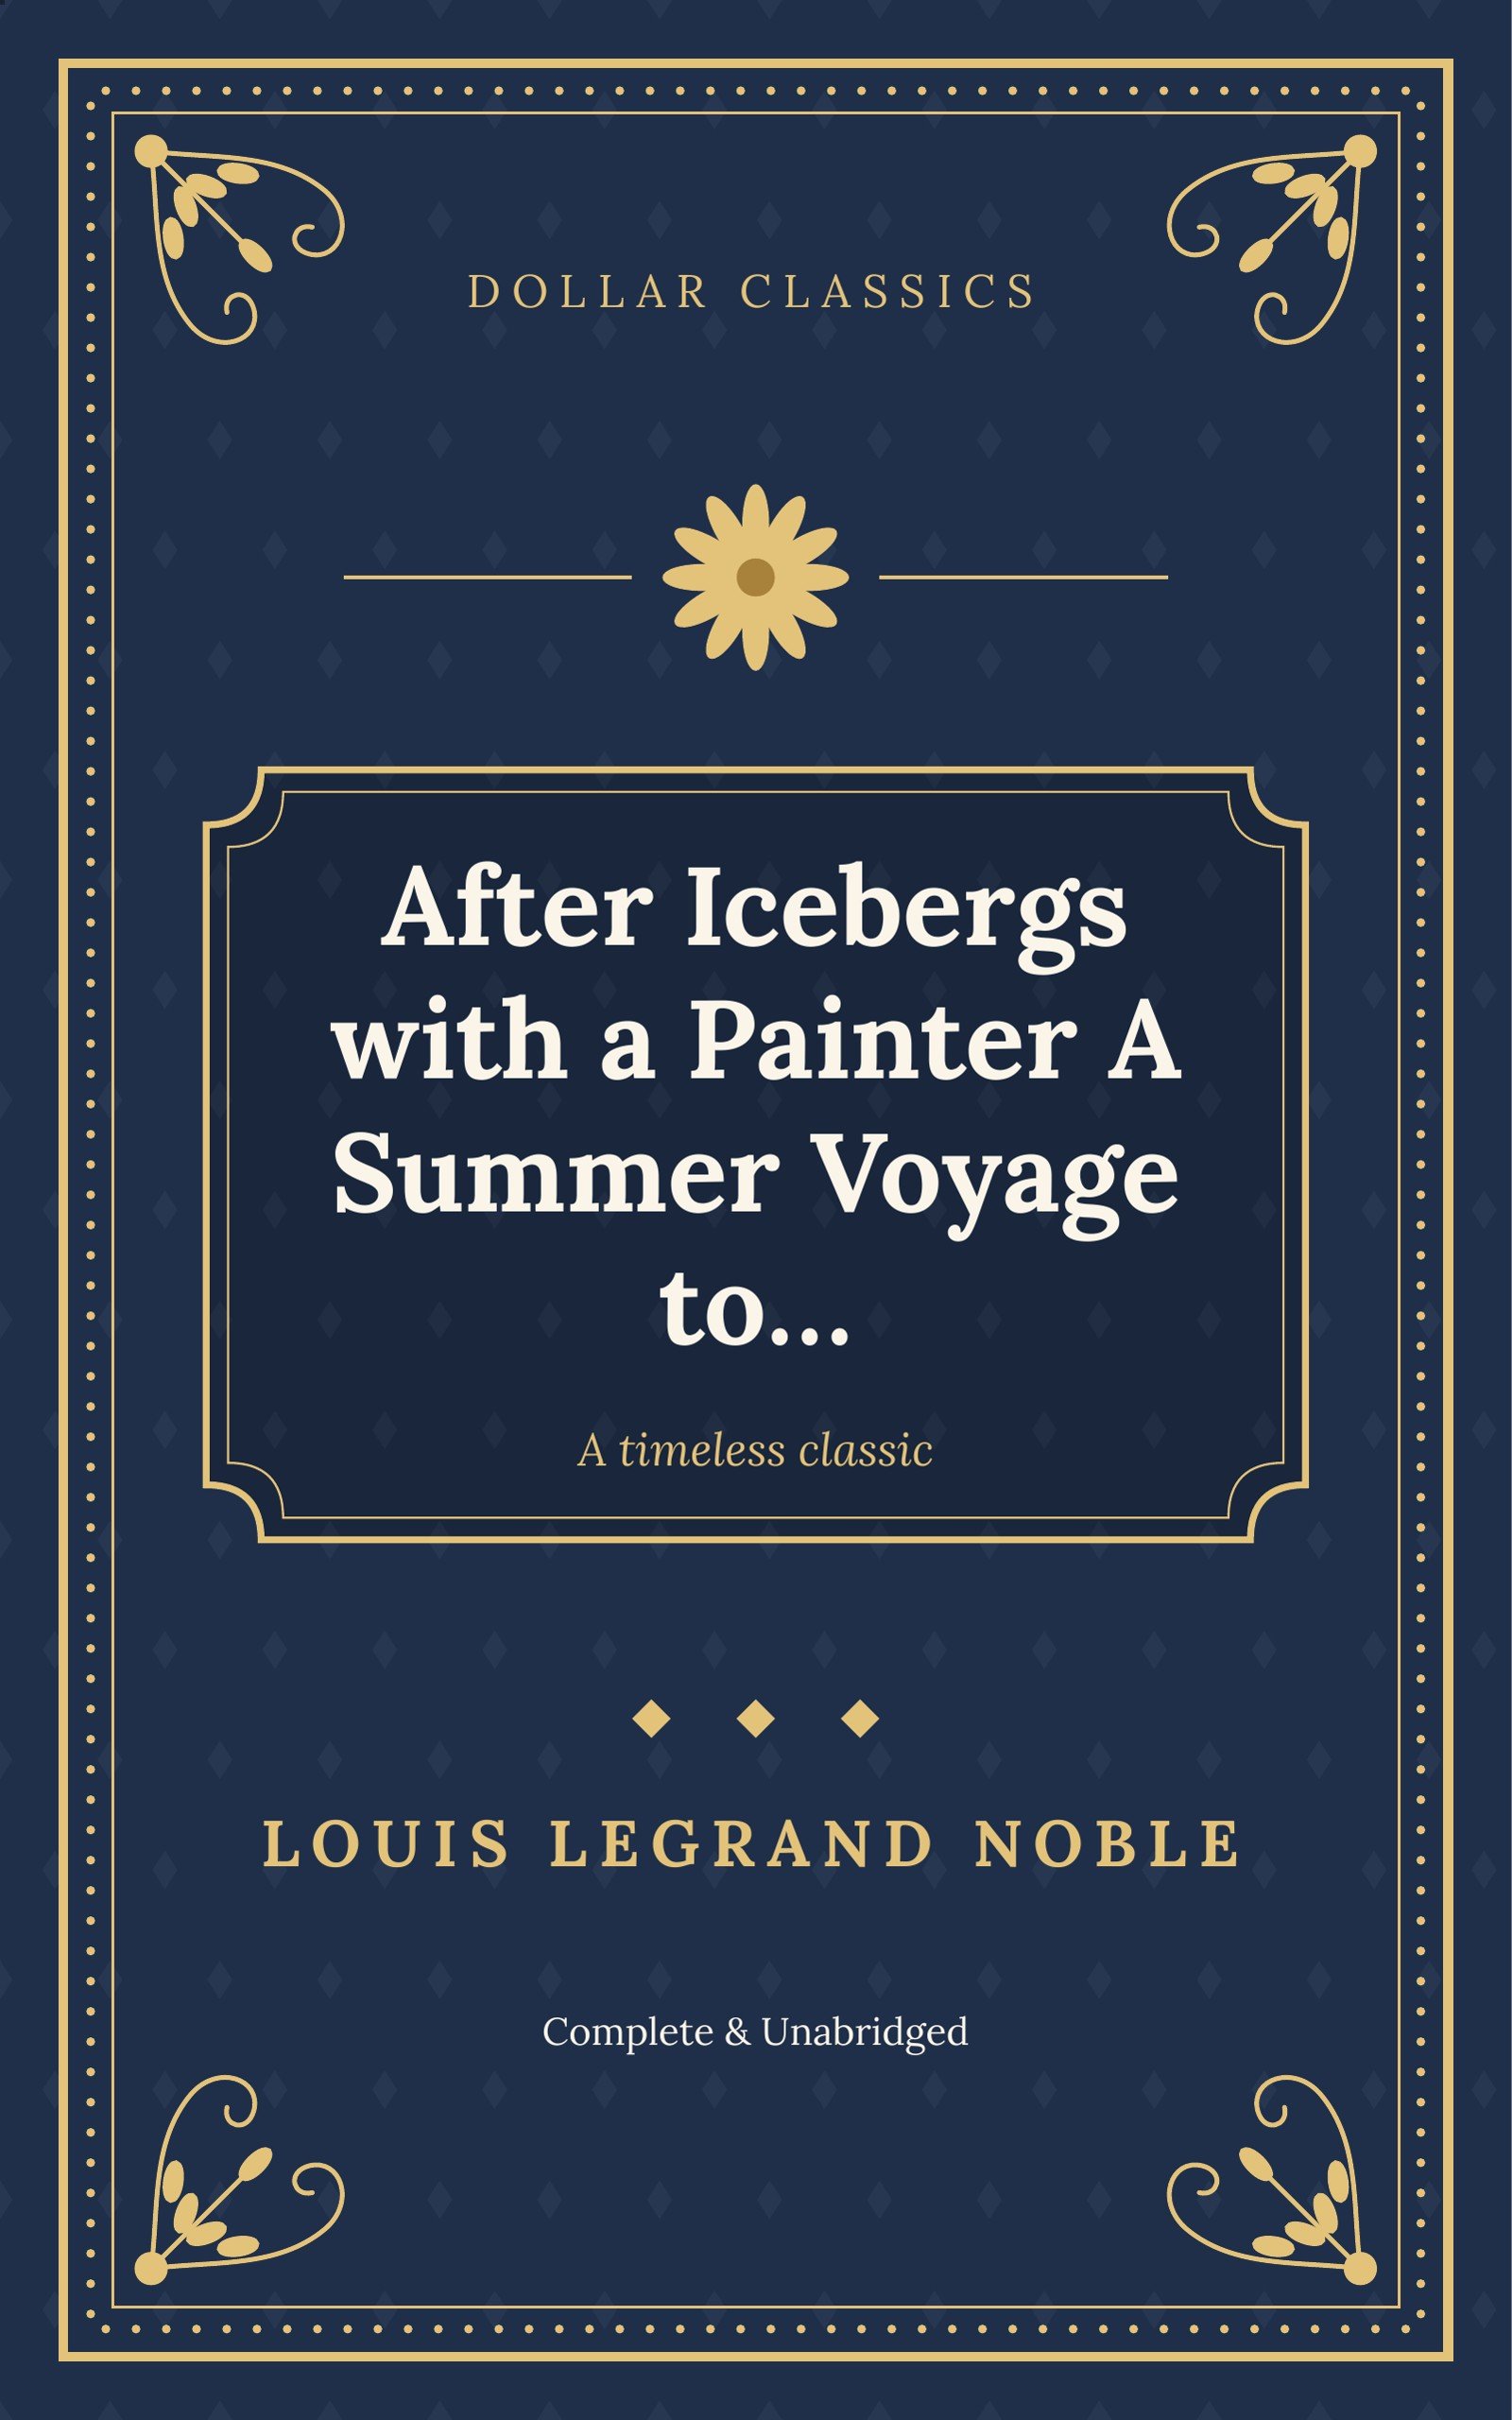 DOLLAR CLASSICS
After Icebergs
with a Painter A
Summer Voyage
to...
A timeless classic
LOUIS LEGRAND NOBLE
Complete & Unabridged